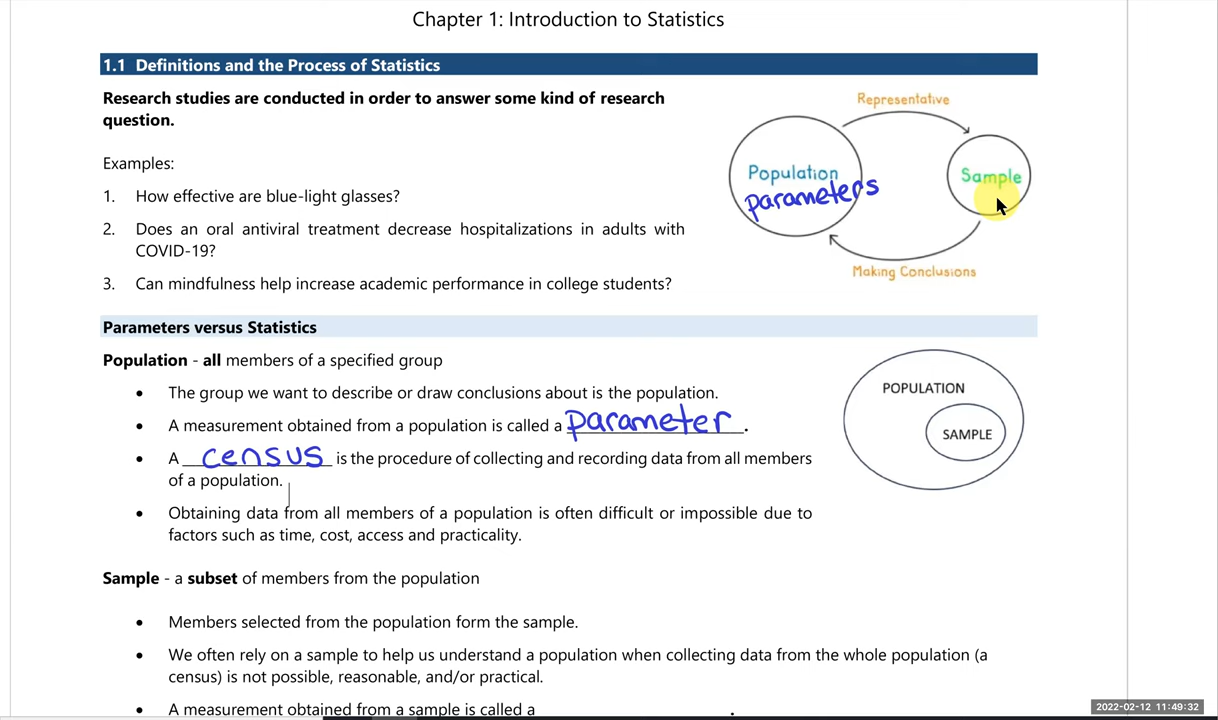 Chapter 1: Introduction to Statistics
1.1 Definitions and the Process of Statistics
Research studies are conducted in order to answer some kind of research
question.
Examples:
1. How effective are blue-light glasses?
2. Does an oral antiviral treatment decrease hospitalizations in adults with
COVID-19?
3. Can mindfulness help increase academic performance in college students?
Representative
Population
parameters
Sample
Making Conclusions
Parameters versus Statistics
Population - all members of a specified group
• The group we want to describe or draw conclusions about is the population.
• A measurement obtained from a population is called a parameter.
• A census is the procedure of collecting and recording data from all members
of a population.
• Obtaining data from all members of a population is often difficult or impossible due to
factors such as time, cost, access and practicality.
POPULATION
SAMPLE
Sample - a subset of members from the population
• Members selected from the population form the sample.
• We often rely on a sample to help us understand a population when collecting data from the whole population (a
census) is not possible, reasonable, and/or practical.
• A measurement obtained from a sample is called a .
2022-02-12 11:49:32